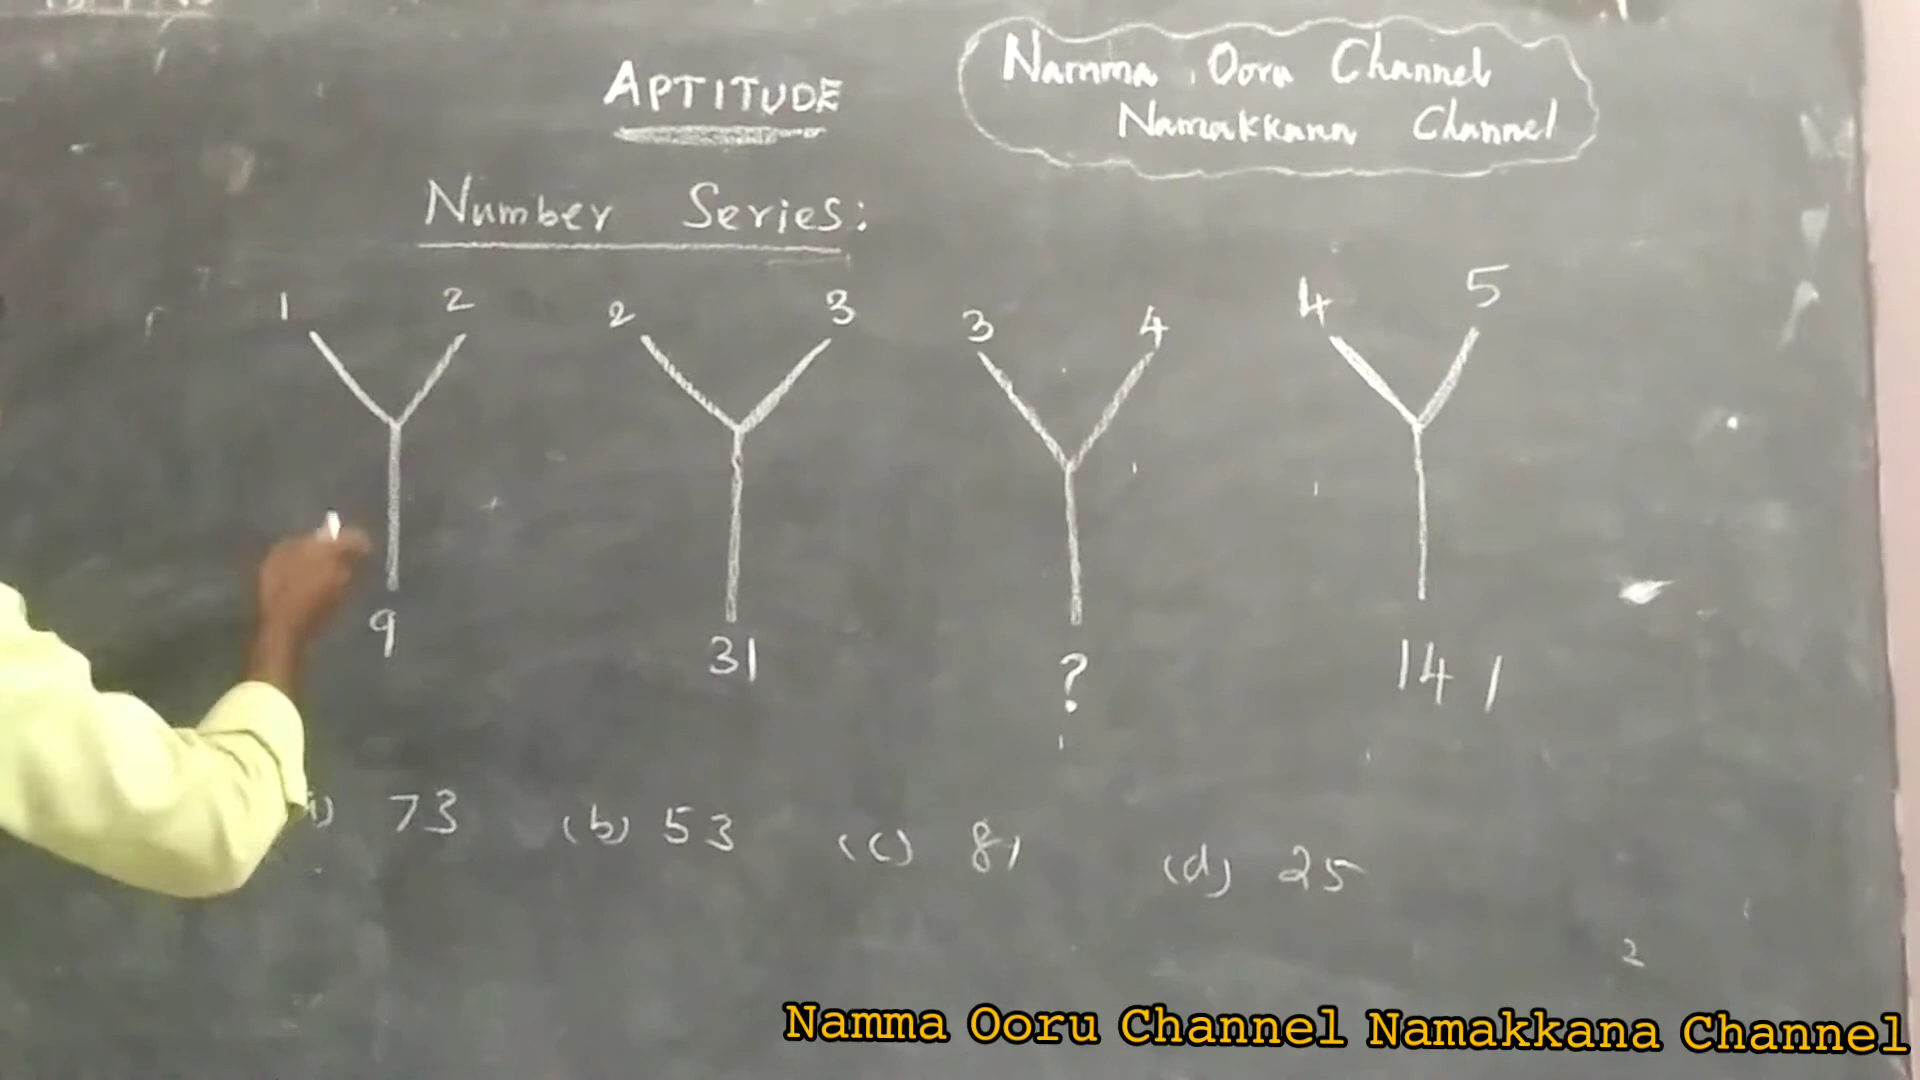 APTITUDE
Namma Ooru Channel
Namakkana Channel
Number Series:
1 2 2 3 3 4 4 5
9 31 ? 141
) 73 (b) 53 (c) 81 (d) 25
2
Namma Ooru Channel Namakkana Channel